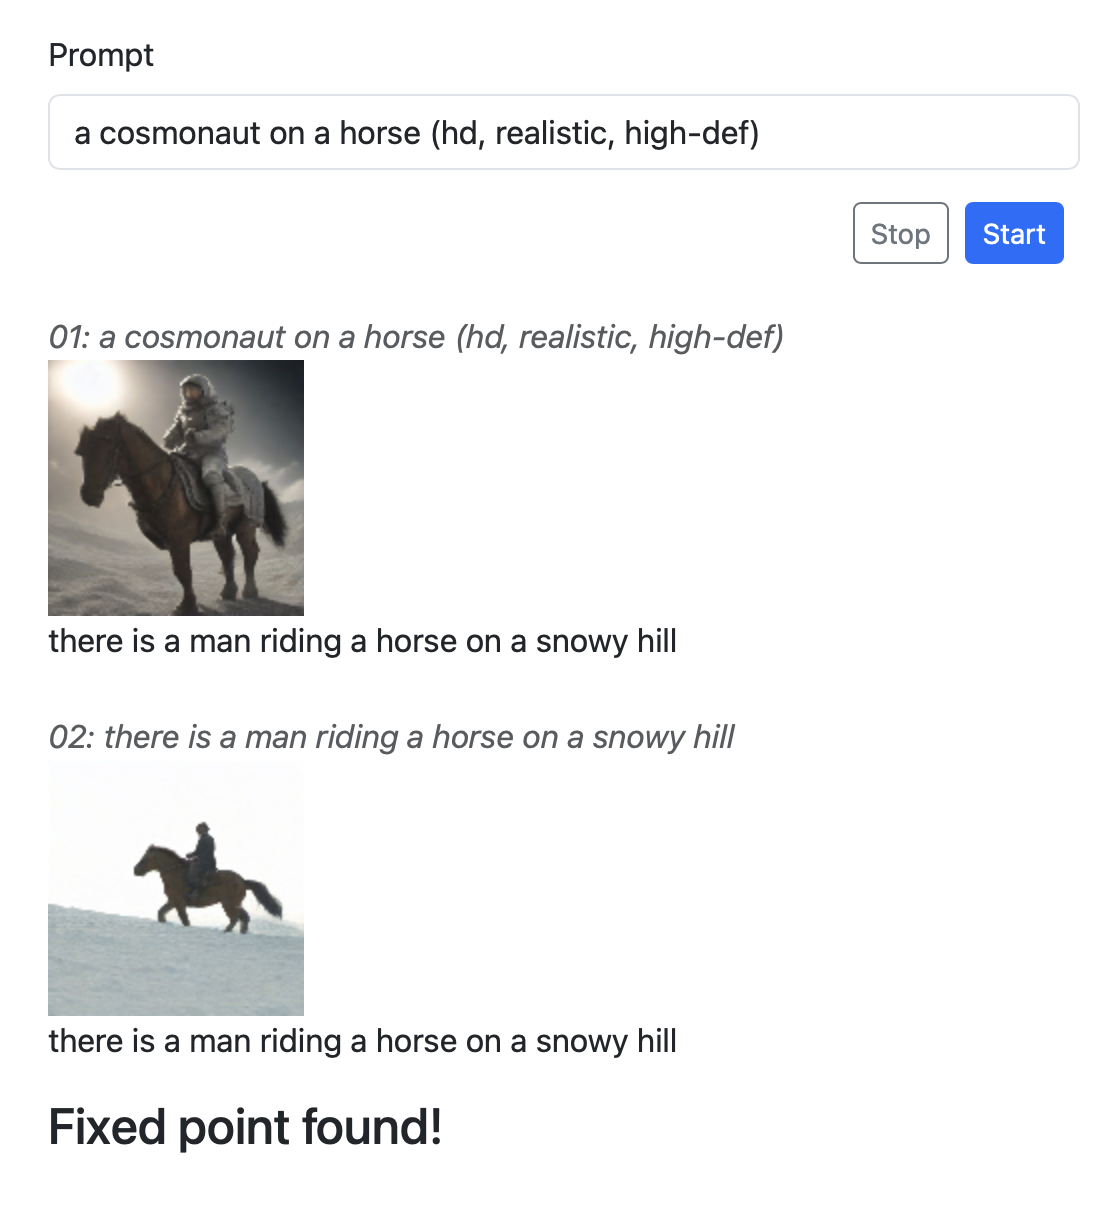 Prompt
a cosmonaut on a horse (hd, realistic, high-def)
Stop
Start
01: a cosmonaut on a horse (hd, realistic, high-def)
there is a man riding a horse on a snowy hill
02: there is a man riding a horse on a snowy hill
there is a man riding a horse on a snowy hill
Fixed point found!